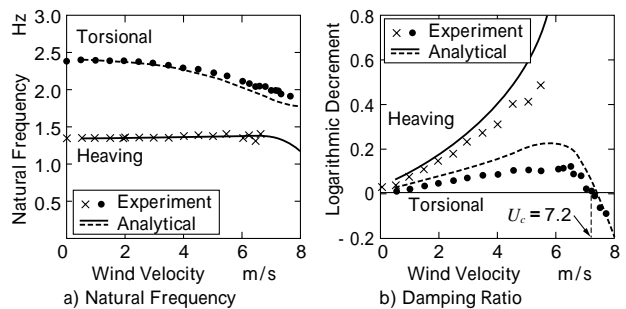 Natural Frequency Hz
3.0
2.5
2.0
1.5
1.0
0.5
Torsional
Heaving
× ● Experiment
Analytical
0 2 4 6 8
Wind Velocity m/s
a) Natural Frequency
Logarithmic Decrement
0.8
0.6
0.4
0.2
0
- 0.2
× ● Experiment
Analytical
Heaving
Torsional
U_c = 7.2
0 2 4 6 8
Wind Velocity m/s
b) Damping Ratio